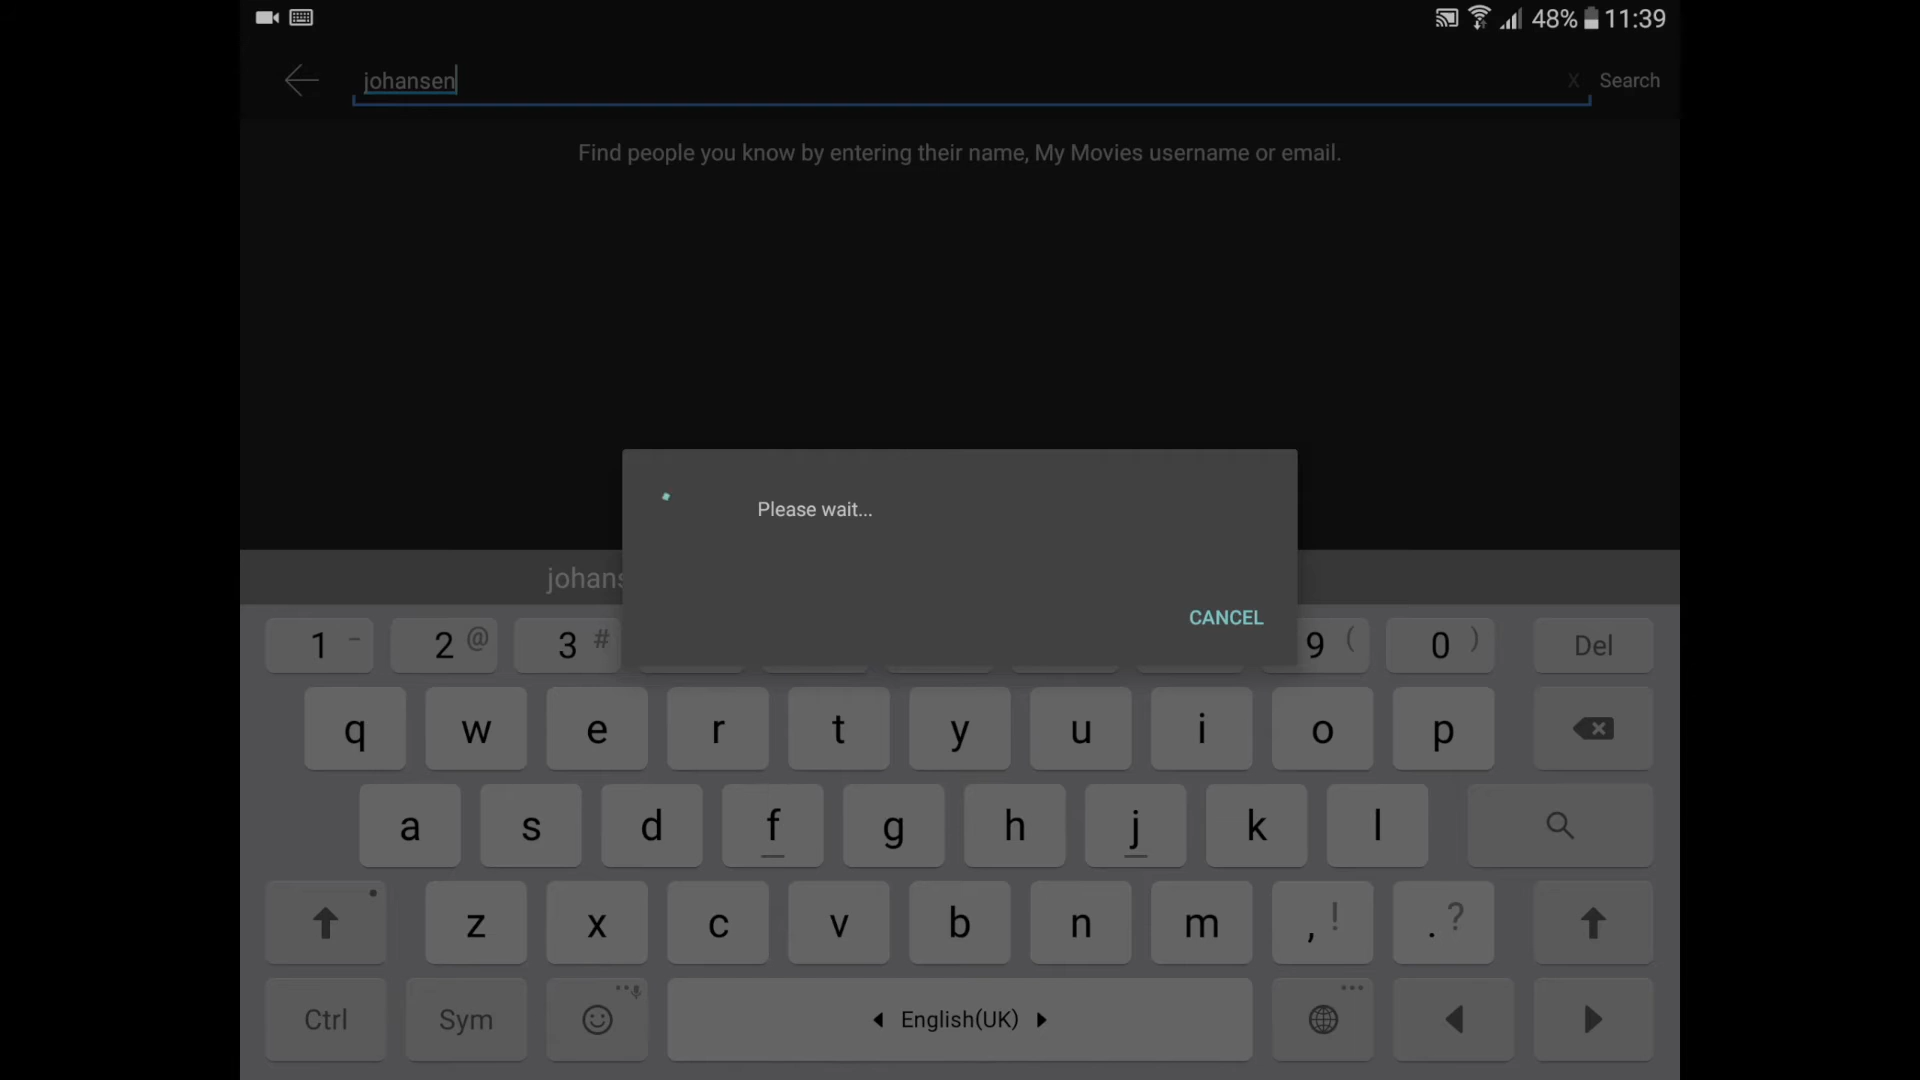 48% 11:39
johansen X Search
Find people you know by entering their name, My Movies username or email.
Please wait...
CANCEL
johans
1 - 2 @ 3 # 9 ( 0 ) Del
q w e r t y u i o p
a s d f g h j k l
z x c v b n m , ! . ?
Ctrl Sym English(UK)